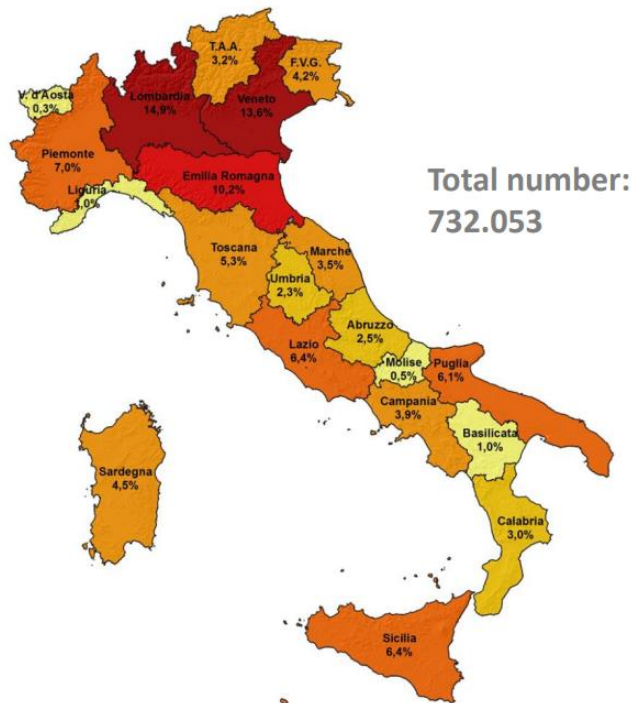 T.A.A.
3,2%
F.V.G.
4,2%
V. d'Aosta
0,3%
Lombardia
14,9%
Veneto
13,6%
Piemonte
7,0%
Emilia Romagna
10,2%
Liguria
1,0%
Total number:
732.053
Toscana
5,3%
Marche
3,5%
Umbria
2,3%
Abruzzo
2,5%
Lazio
6,4%
Molise
0,5%
Puglia
6,1%
Campania
3,9%
Basilicata
1,0%
Sardegna
4,5%
Calabria
3,0%
Sicilia
6,4%